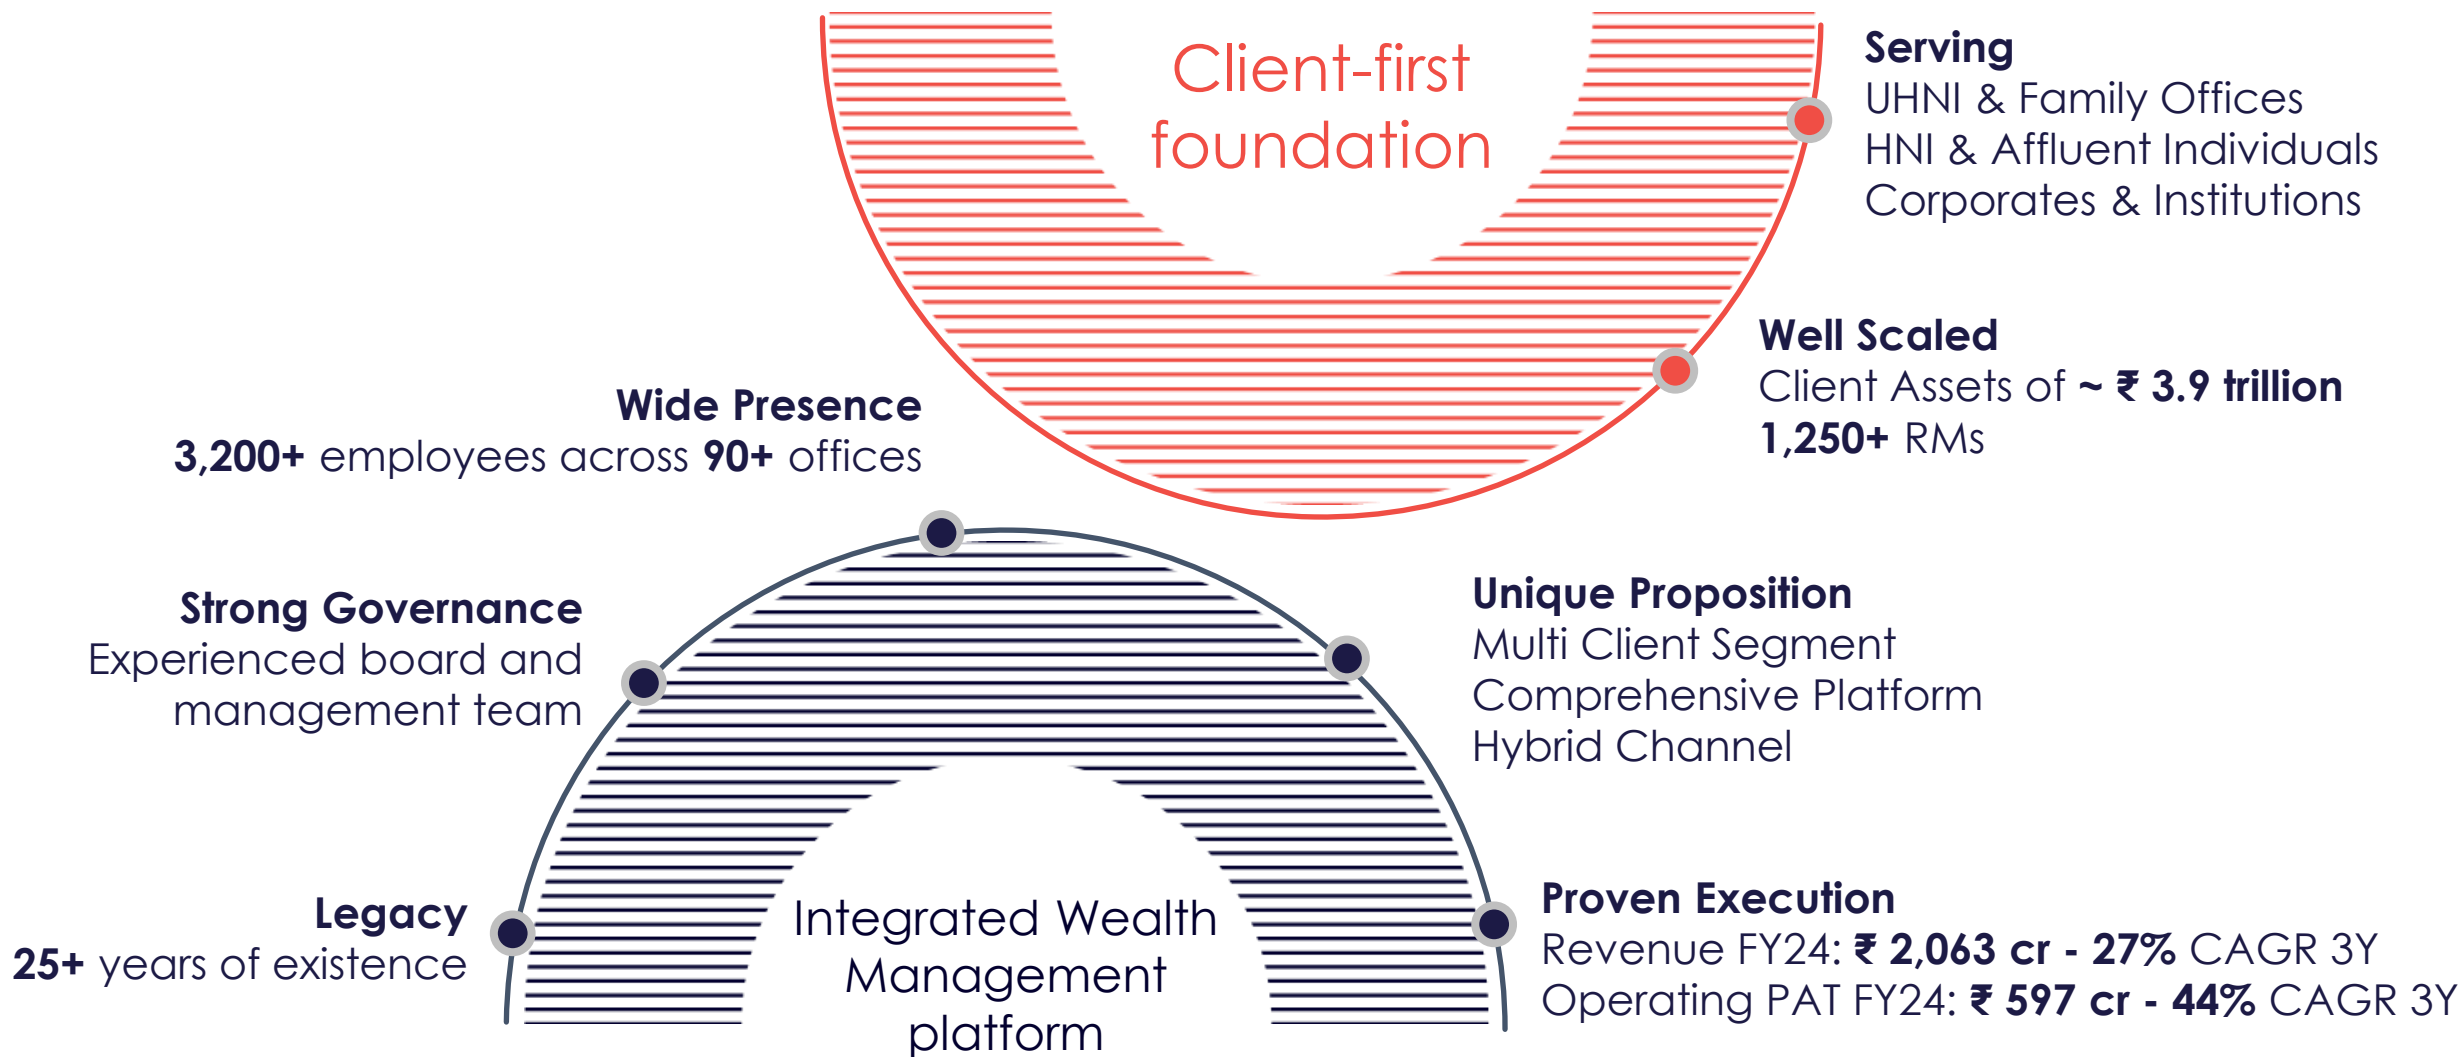 Client-first
foundation
Serving
UHNI & Family Offices
HNI & Affluent Individuals
Corporates & Institutions
Well Scaled
Client Assets of ~ ₹ 3.9 trillion
1,250+ RMs
Wide Presence
3,200+ employees across 90+ offices
Strong Governance
Experienced board and
management team
Legacy
25+ years of existence
Integrated Wealth
Management
platform
Unique Proposition
Multi Client Segment
Comprehensive Platform
Hybrid Channel
Proven Execution
Revenue FY24: ₹ 2,063 cr - 27% CAGR 3Y
Operating PAT FY24: ₹ 597 cr - 44% CAGR 3Y